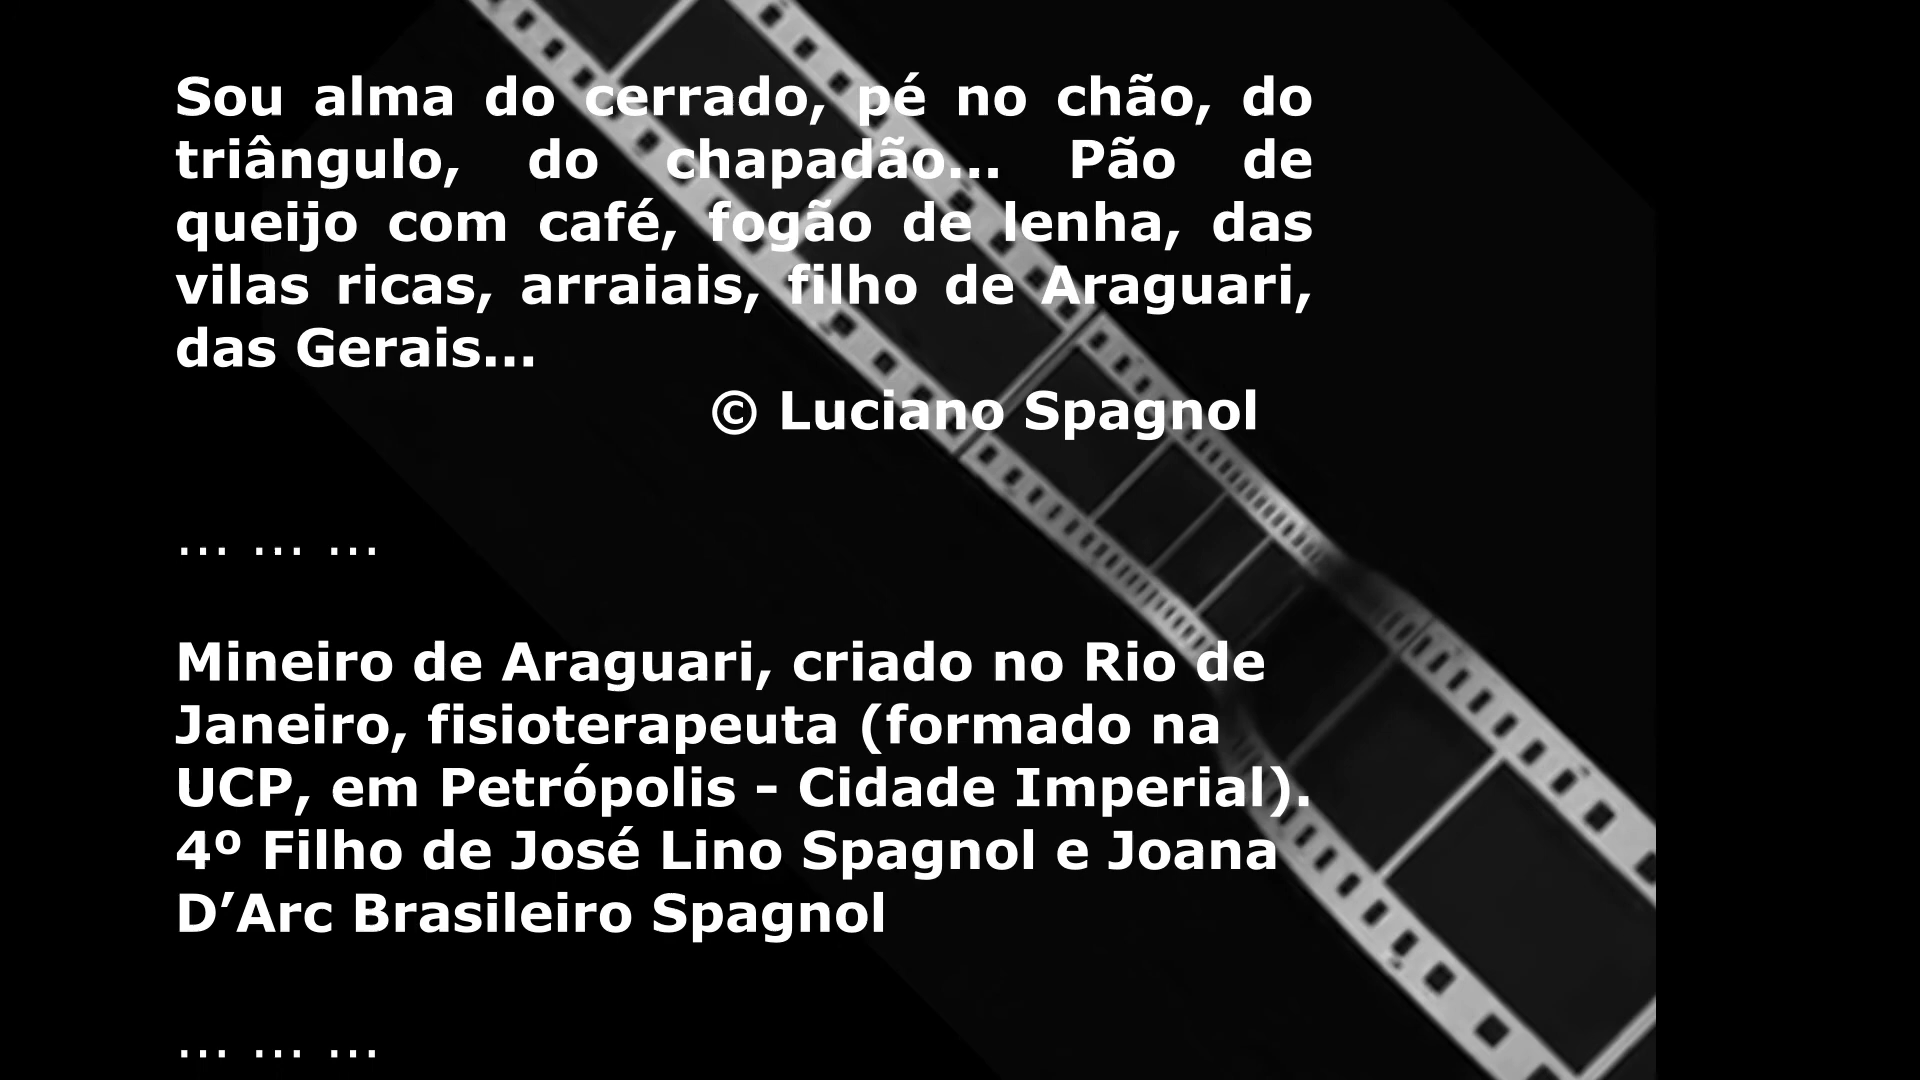 Sou alma do cerrado, pé no chão, do
triângulo, do chapadão... Pão de
queijo com café, fogão de lenha, das
vilas ricas, arraiais, filho de Araguari,
das Gerais...
© Luciano Spagnol
... ... ...
Mineiro de Araguari, criado no Rio de
Janeiro, fisioterapeuta (formado na
UCP, em Petrópolis – Cidade Imperial).
4º Filho de José Lino Spagnol e Joana
D’Arc Brasileiro Spagnol
... ... ...